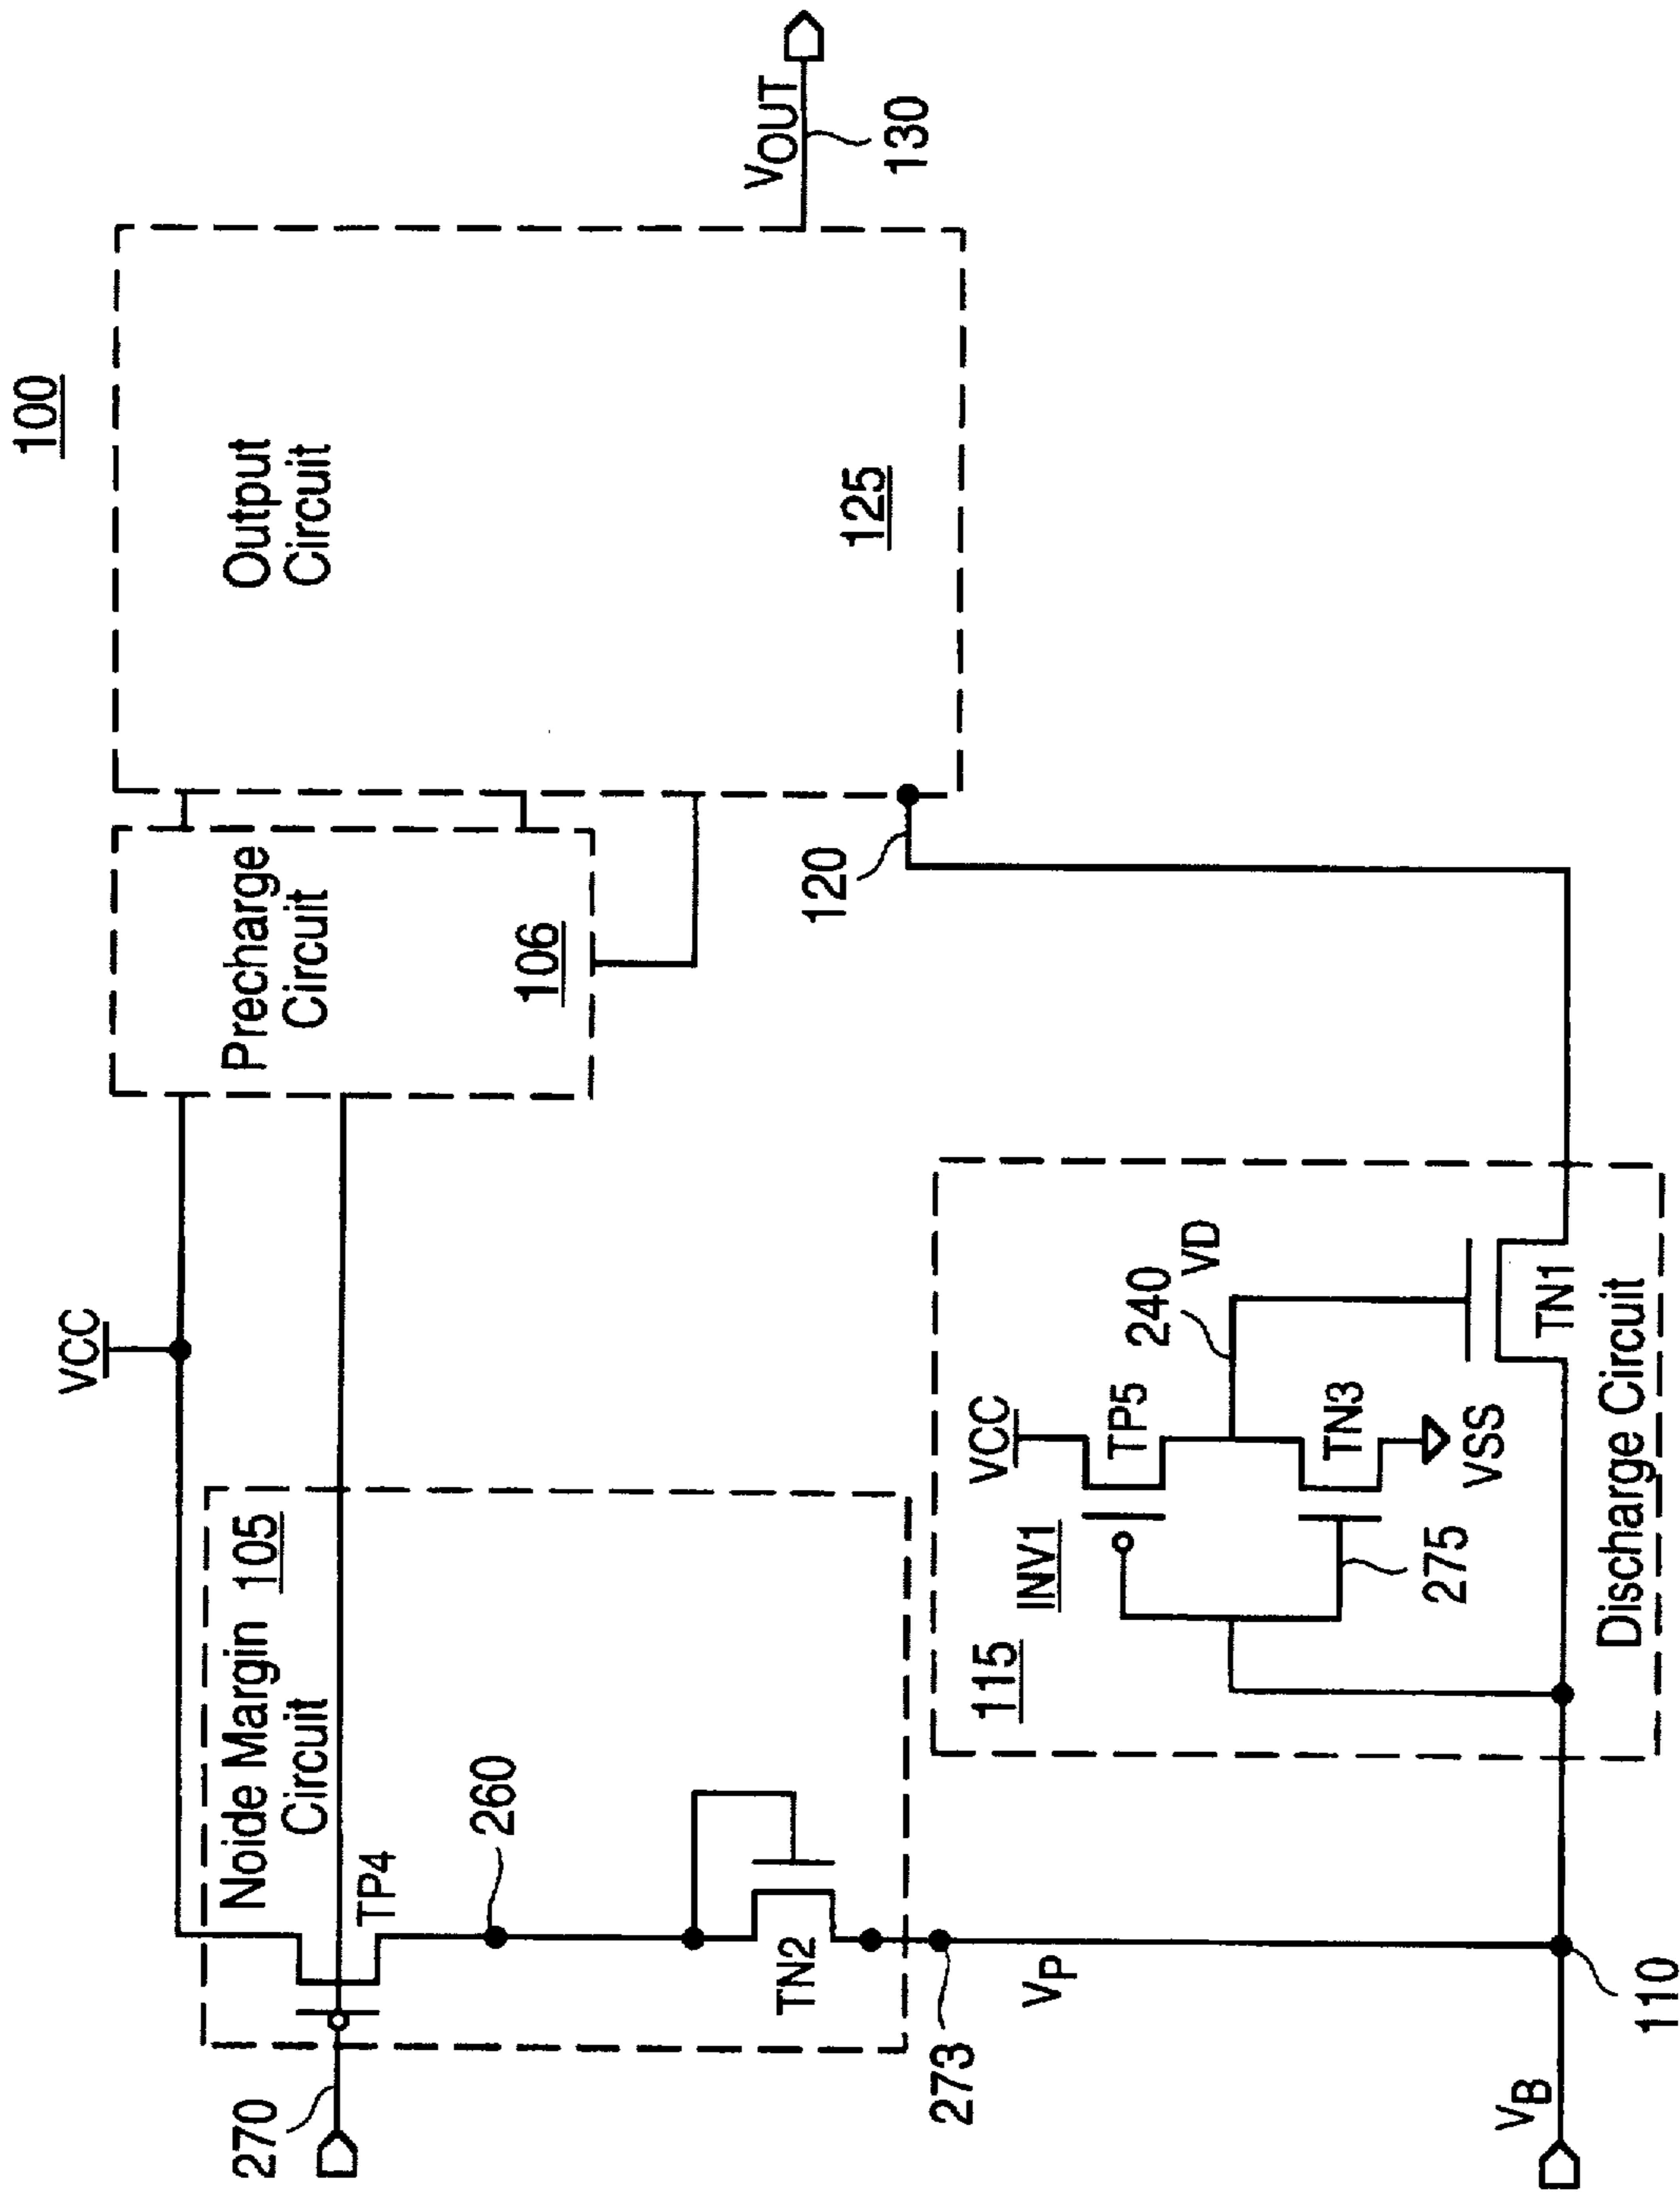 100
VCC
Noide Margin 105
Circuit
270
TP4
260
TN2
273
VP
VB
110
Precharge
Circuit
106
Output
Circuit
125
VOUT
130
120
115
INV1
VCC
TP5
240
VD
TN3
VSS
275
TN1
Discharge Circuit